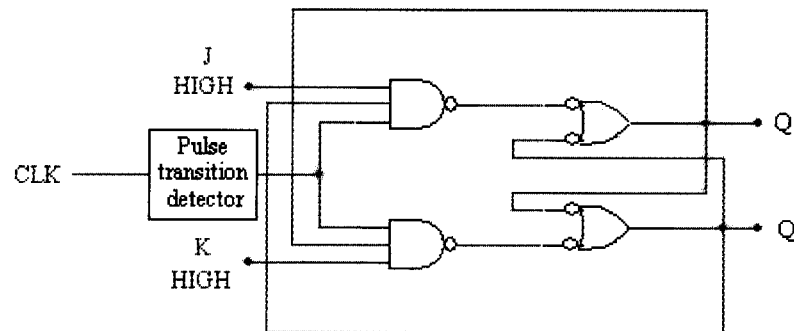 J
HIGH
Q
Pulse
transition
detector
CLK
Q
K
HIGH